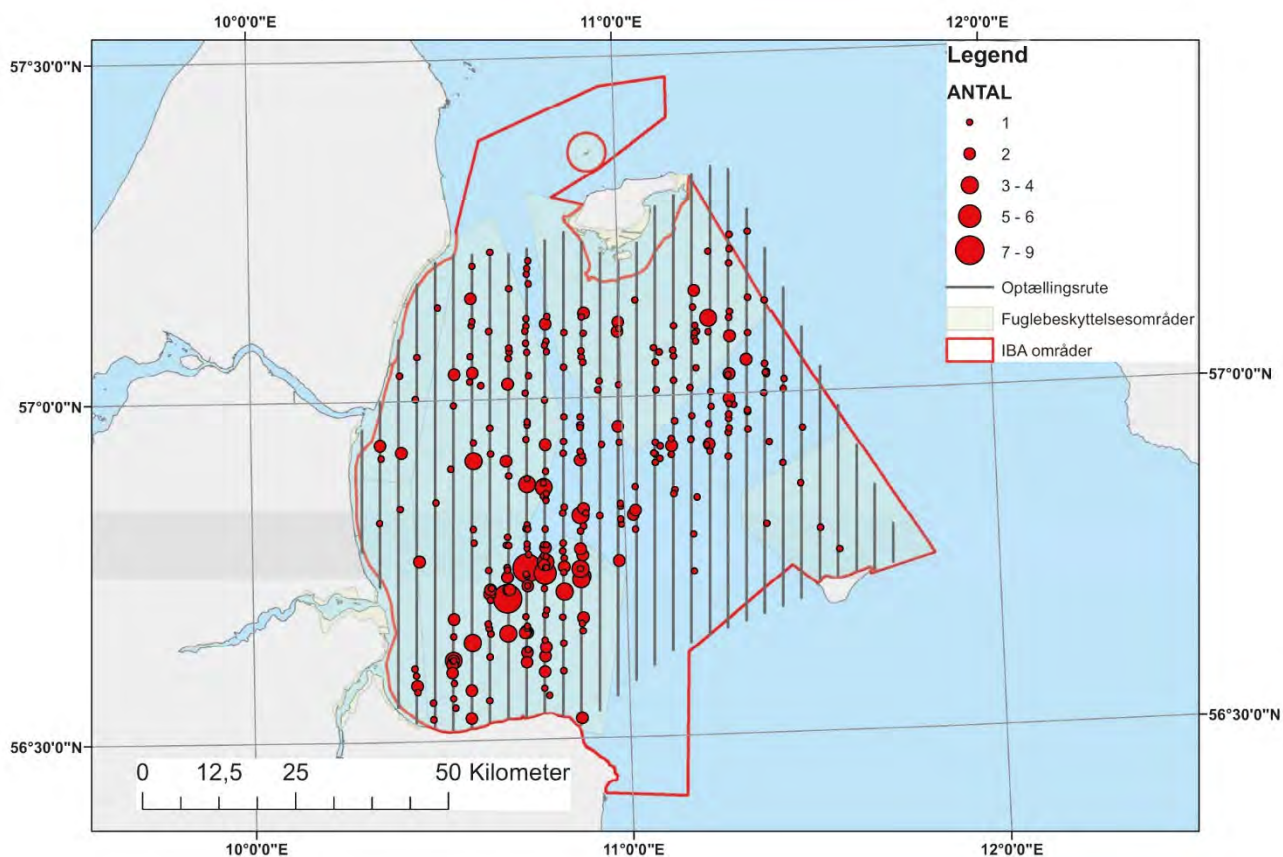 10°0'0"E 11°0'0"E 12°0'0"E
57°30'0"N
Legend
ANTAL
1
2
3 - 4
5 - 6
7 - 9
Optællingsrute
Fuglebeskyttelsesområder
IBA områder
57°0'0"N
57°0'0"N
56°30'0"N
56°30'0"N
0 12,5 25 50 Kilometer
10°0'0"E 11°0'0"E 12°0'0"E